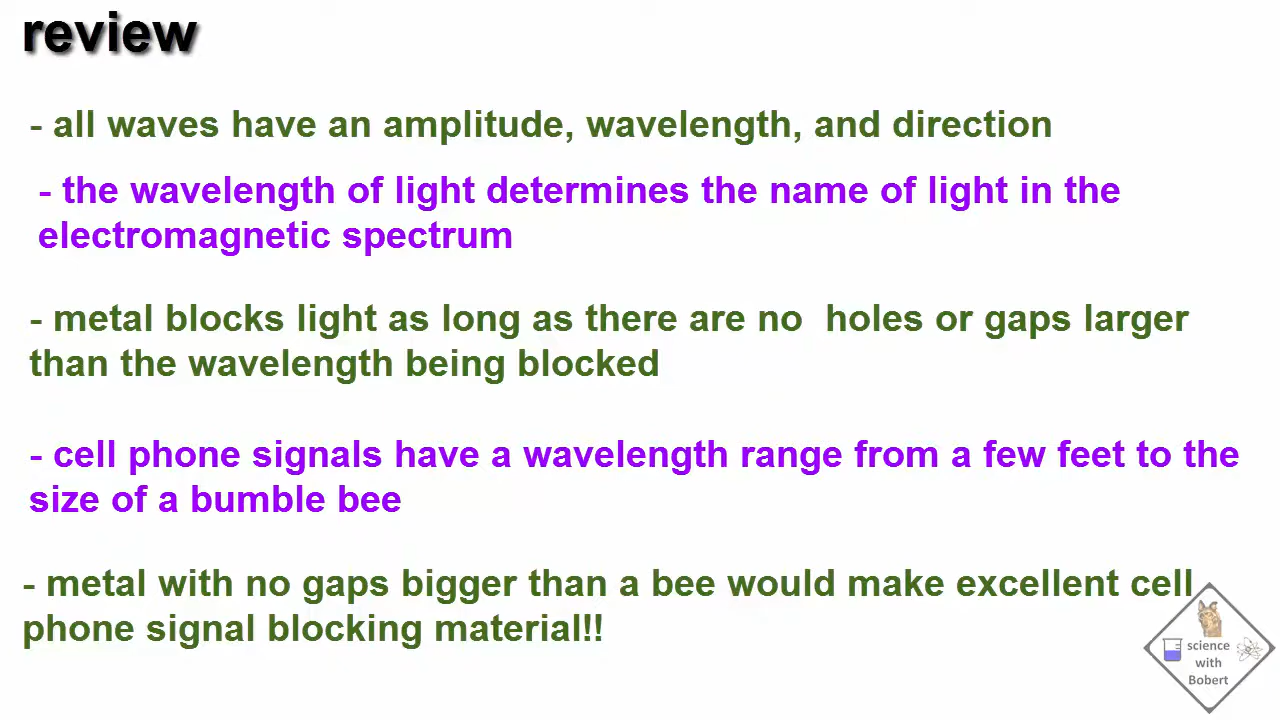 review
- all waves have an amplitude, wavelength, and direction
- the wavelength of light determines the name of light in the
electromagnetic spectrum
- metal blocks light as long as there are no  holes or gaps larger
than the wavelength being blocked
- cell phone signals have a wavelength range from a few feet to the
size of a bumble bee
- metal with no gaps bigger than a bee would make excellent cell
phone signal blocking material!!
science
with
Bobert